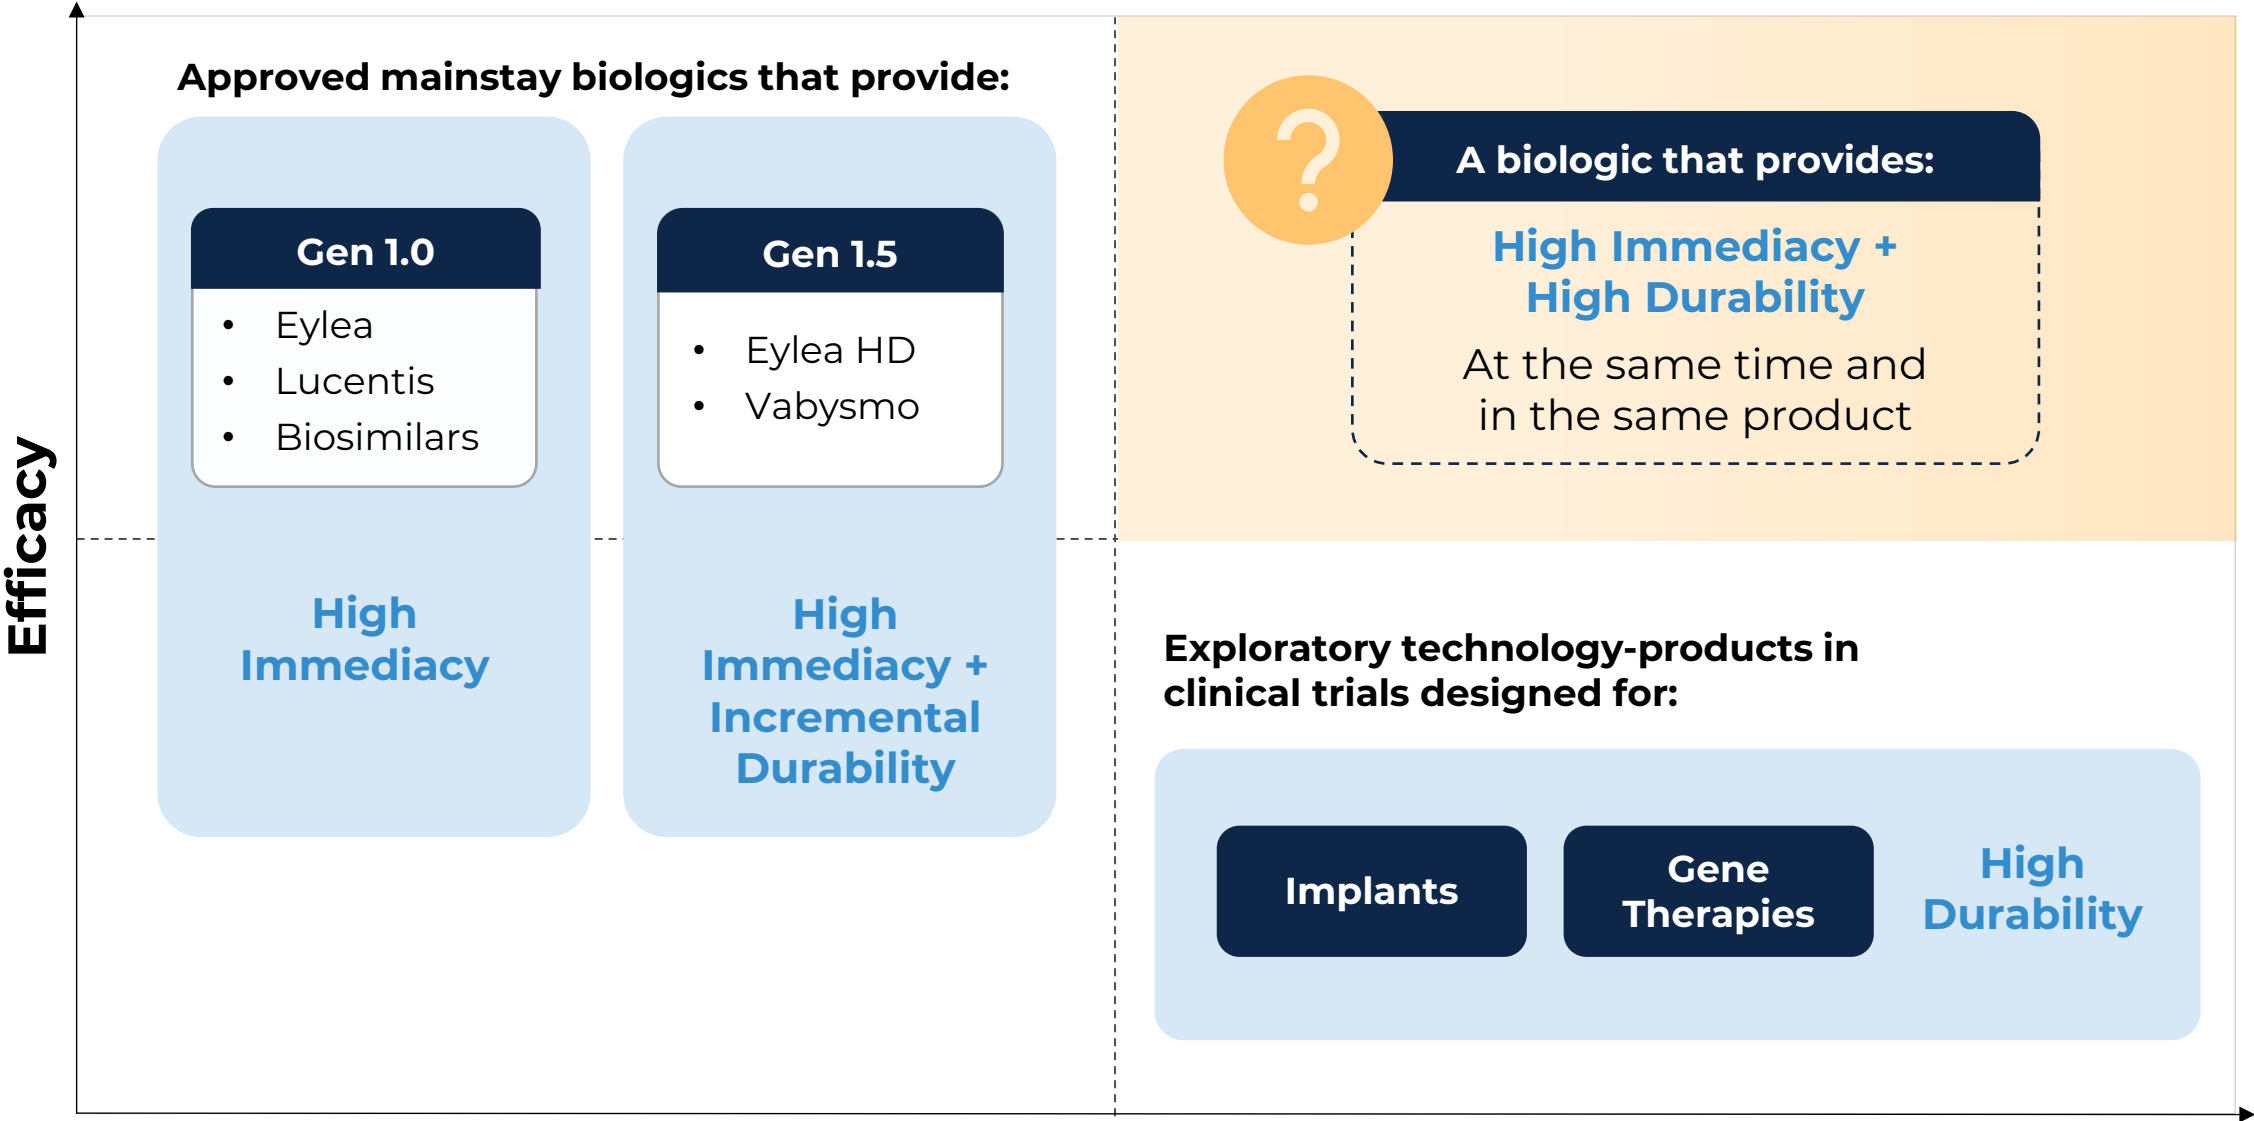 Efficacy
Approved mainstay biologics that provide:
Gen 1.0
• Eylea
• Lucentis
• Biosimilars
High
Immediacy
Gen 1.5
• Eylea HD
• Vabysmo
High
Immediacy +
Incremental
Durability
?
A biologic that provides:
High Immediacy +
High Durability
At the same time and
in the same product
Exploratory technology-products in
clinical trials designed for:
Implants
Gene
Therapies
High
Durability